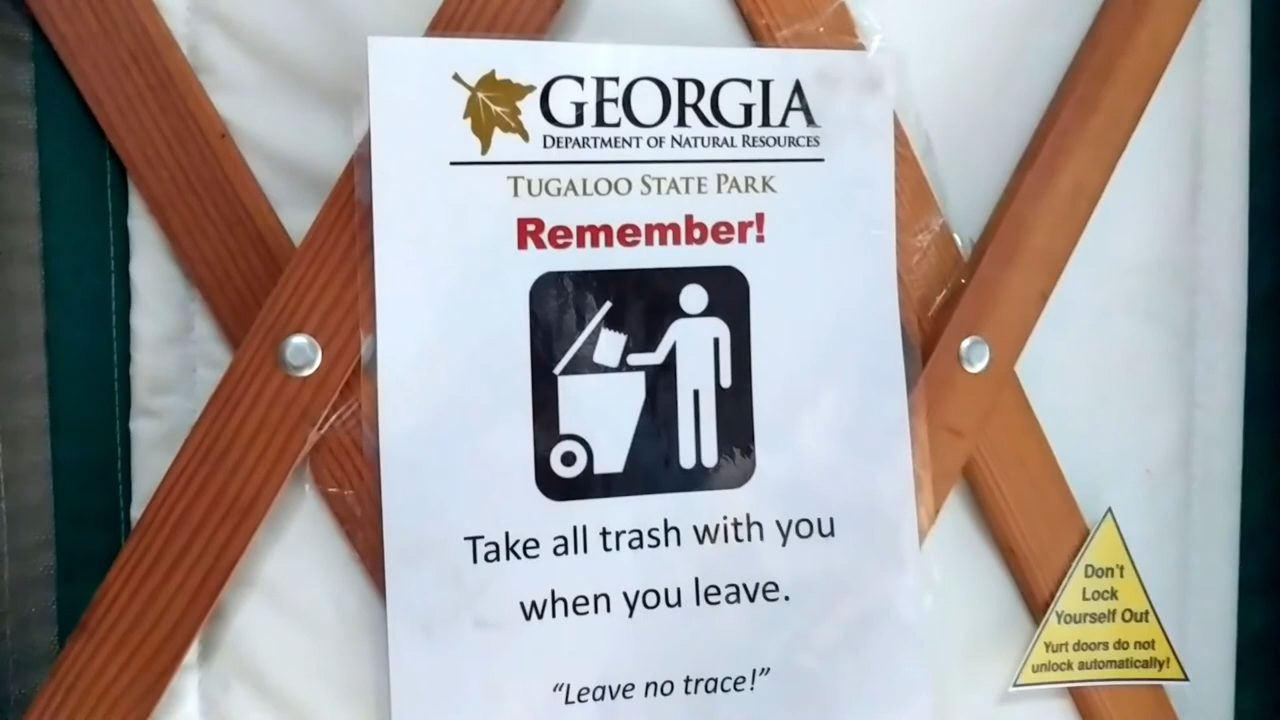 GEORGIA
DEPARTMENT OF NATURAL RESOURCES
TUGALOO STATE PARK
Remember!
Take all trash with you
when you leave.
“Leave no trace!”
Don't
Lock
Yourself Out
Yurt doors do not
unlock automatically!